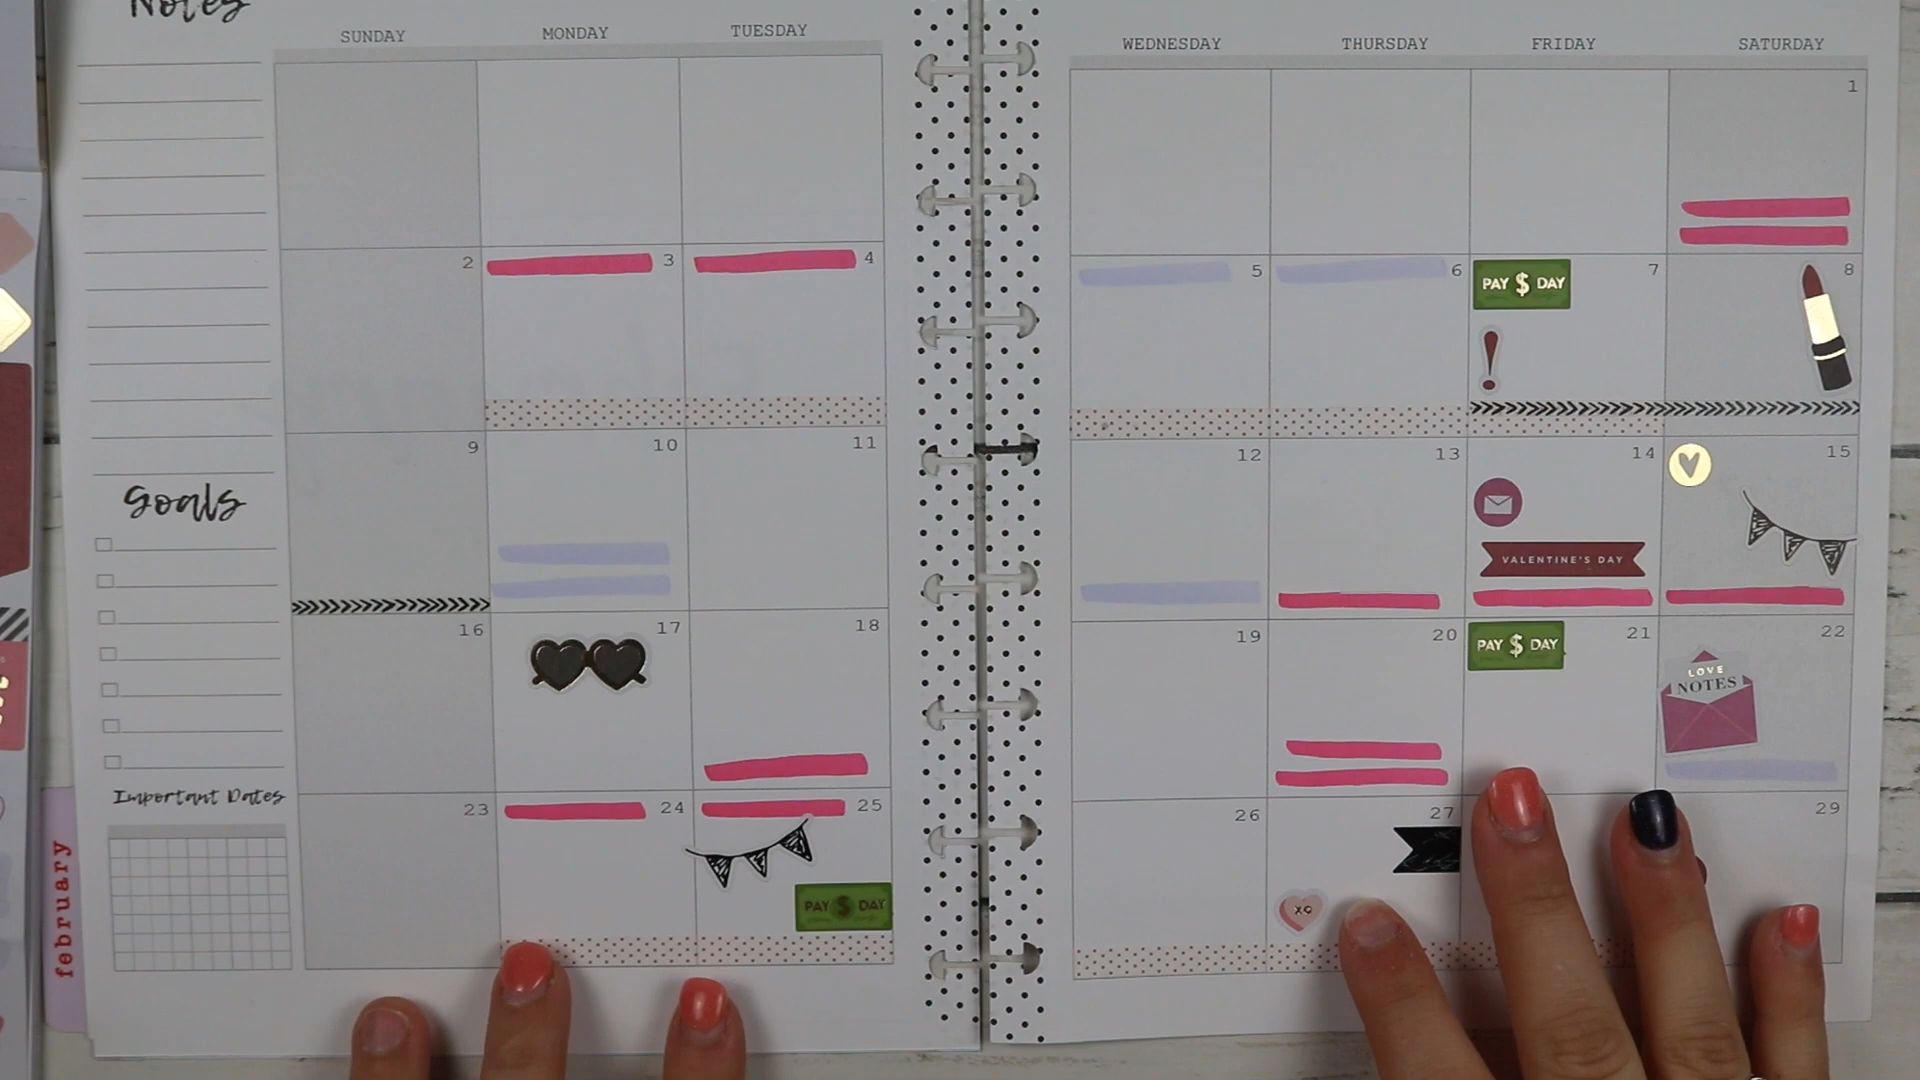 Notes
SUNDAY MONDAY TUESDAY WEDNESDAY THURSDAY FRIDAY SATURDAY
1
2 3 4 5 6 7 8
PAY $ DAY
9 10 11 12 13 14 15
VALENTINE'S DAY
16 17 18 19 20 21 22
PAY $ DAY
LOVE
NOTES
23 24 25 26 27 29
PAY $ DAY
XO
Goals
Important Dates
february